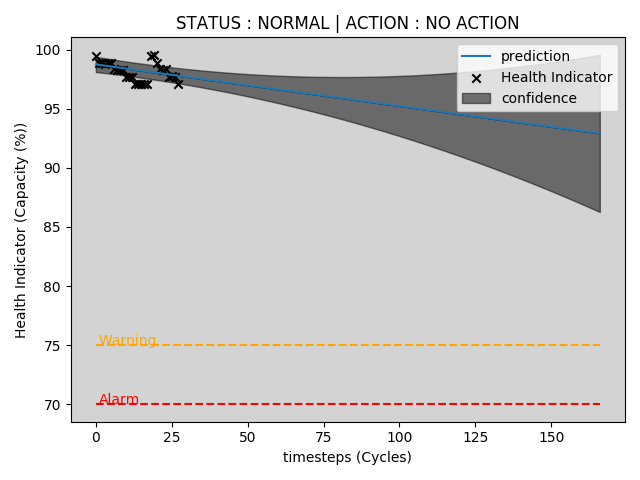 STATUS : NORMAL | ACTION : NO ACTION
prediction
Health Indicator
confidence
Health Indicator (Capacity (%))
100
95
90
85
80
75
70
Warning
Alarm
0 25 50 75 100 125 150
timesteps (Cycles)